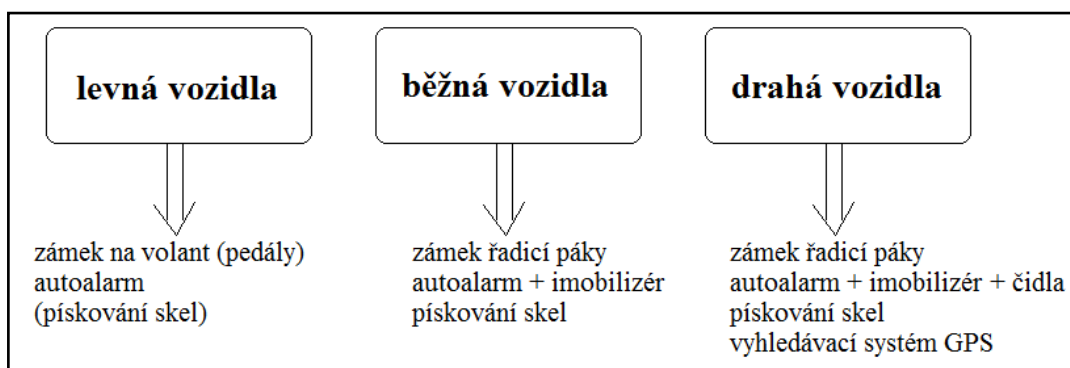 levná vozidla
zámek na volant (pedály)
autoalarm
(pískování skel)
běžná vozidla
zámek řadicí páky
autoalarm + imobilizér
pískování skel
drahá vozidla
zámek řadicí páky
autoalarm + imobilizér + čidla
pískování skel
vyhledávací systém GPS